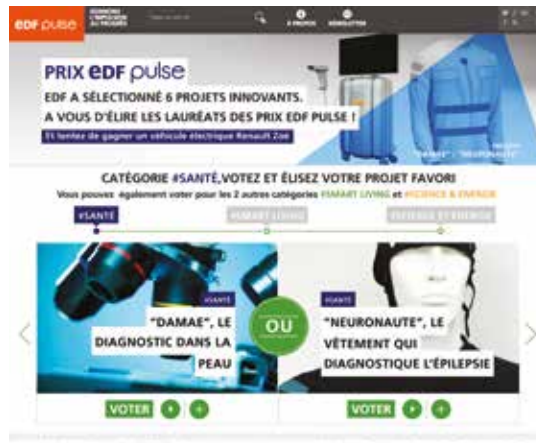 edf pulse
DONNONS
L'IMPULSION
AU PROGRÈS
À PROPOS
NEWSLETTER
PRIX edf pulse
EDF A SÉLECTIONNÉ 6 PROJETS INNOVANTS.
A VOUS D'ÉLIRE LES LAURÉATS DES PRIX EDF PULSE !
Et tentez de gagner un véhicule électrique Renault Zoe
"DAMAE" - "NEURONAUTE"
CATÉGORIE #SANTÉ,VOTEZ ET ÉLISEZ VOTRE PROJET FAVORI
Vous pouvez également voter pour les 2 autres catégories #SMART LIVING et #SCIENCE & ENERGIE
#SANTÉ
#SMART LIVING
#SCIENCE ET ENERGIE
#SANTÉ
"DAMAE", LE
DIAGNOSTIC DANS LA
PEAU
OU
#SANTÉ
"NEURONAUTE", LE
VÊTEMENT QUI
DIAGNOSTIQUE L'ÉPILEPSIE
VOTER
VOTER